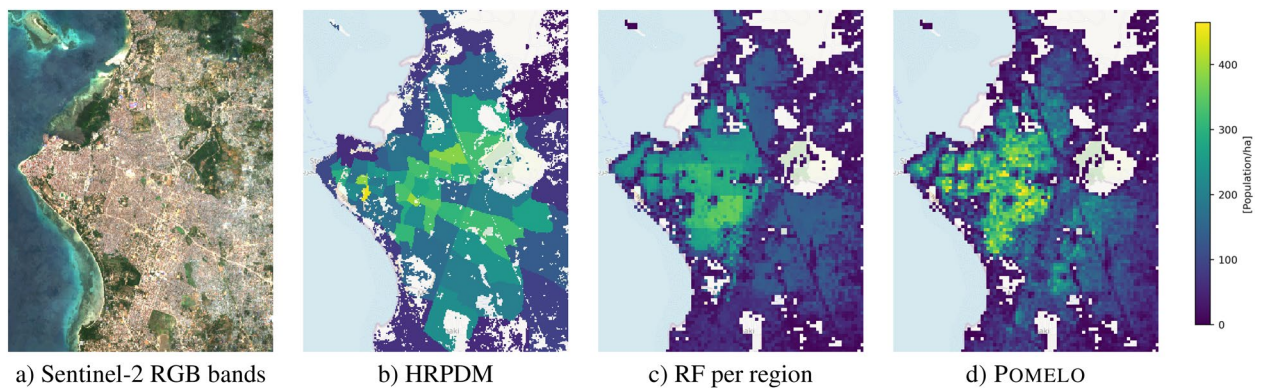 400
300
200
100
0
[Population/ha]
a) Sentinel-2 RGB bands
b) HRPDM
c) RF per region
d) POMELO